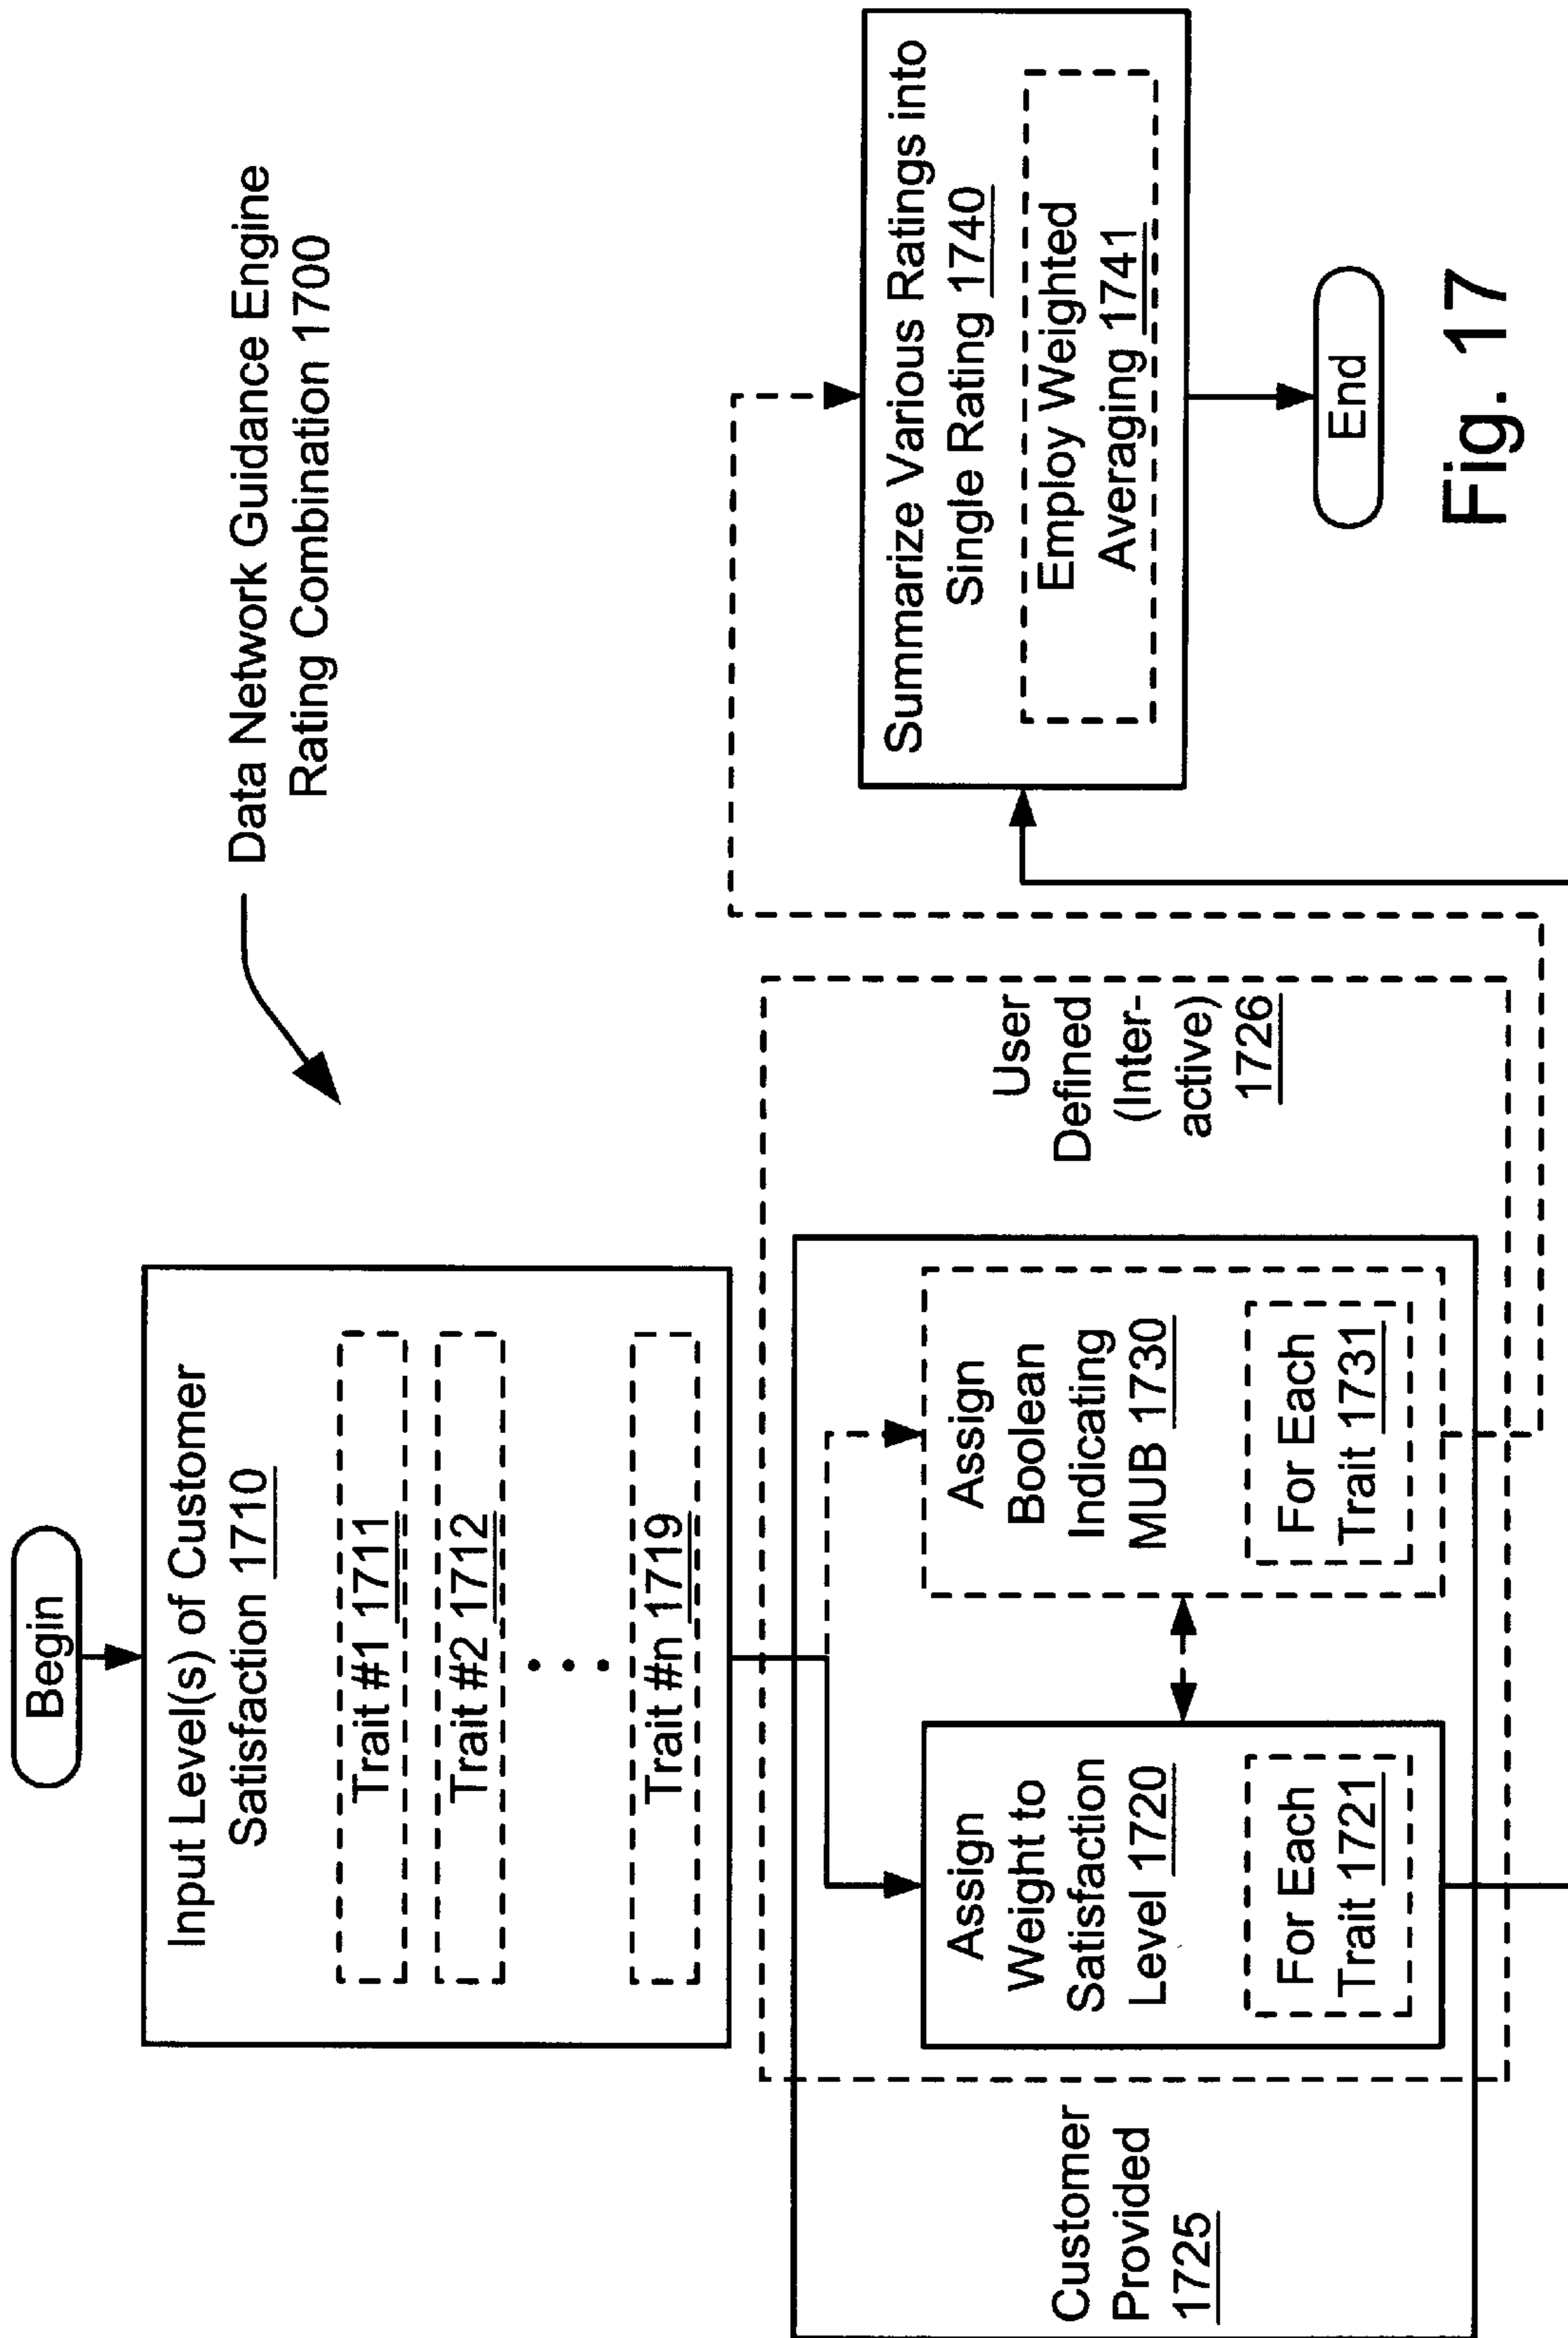 Data Network Guidance Engine
Rating Combination 1700
Begin
Input Level(s) of Customer
Satisfaction 1710
Trait #1 1711
Trait #2 1712
Trait #n 1719
Customer
Provided
1725
Assign
Weight to
Satisfaction
Level 1720
For Each
Trait 1721
Assign
Boolean
Indicating
MUB 1730
For Each
Trait 1731
User
Defined
(Inter-
active)
1726
Summarize Various Ratings into
Single Rating 1740
Employ Weighted
Averaging 1741
End
Fig. 17